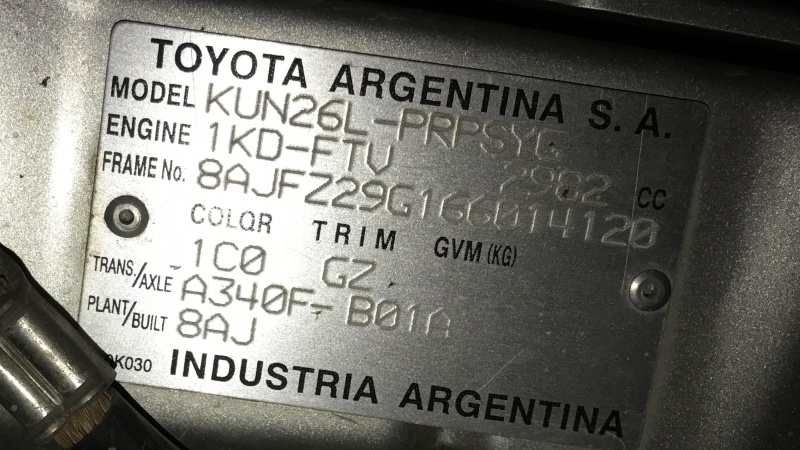 TOYOTA ARGENTINA S. A.
MODEL KUN26L-PRPSYG
ENGINE 1KD-FTV 2982 CC
FRAME No. 8AJFZ29G166014120
COLOR TRIM GVM (KG)
1C0 GZ
TRANS./AXLE A340F-B01A
PLANT/BUILT 8AJ
0K030 INDUSTRIA ARGENTINA